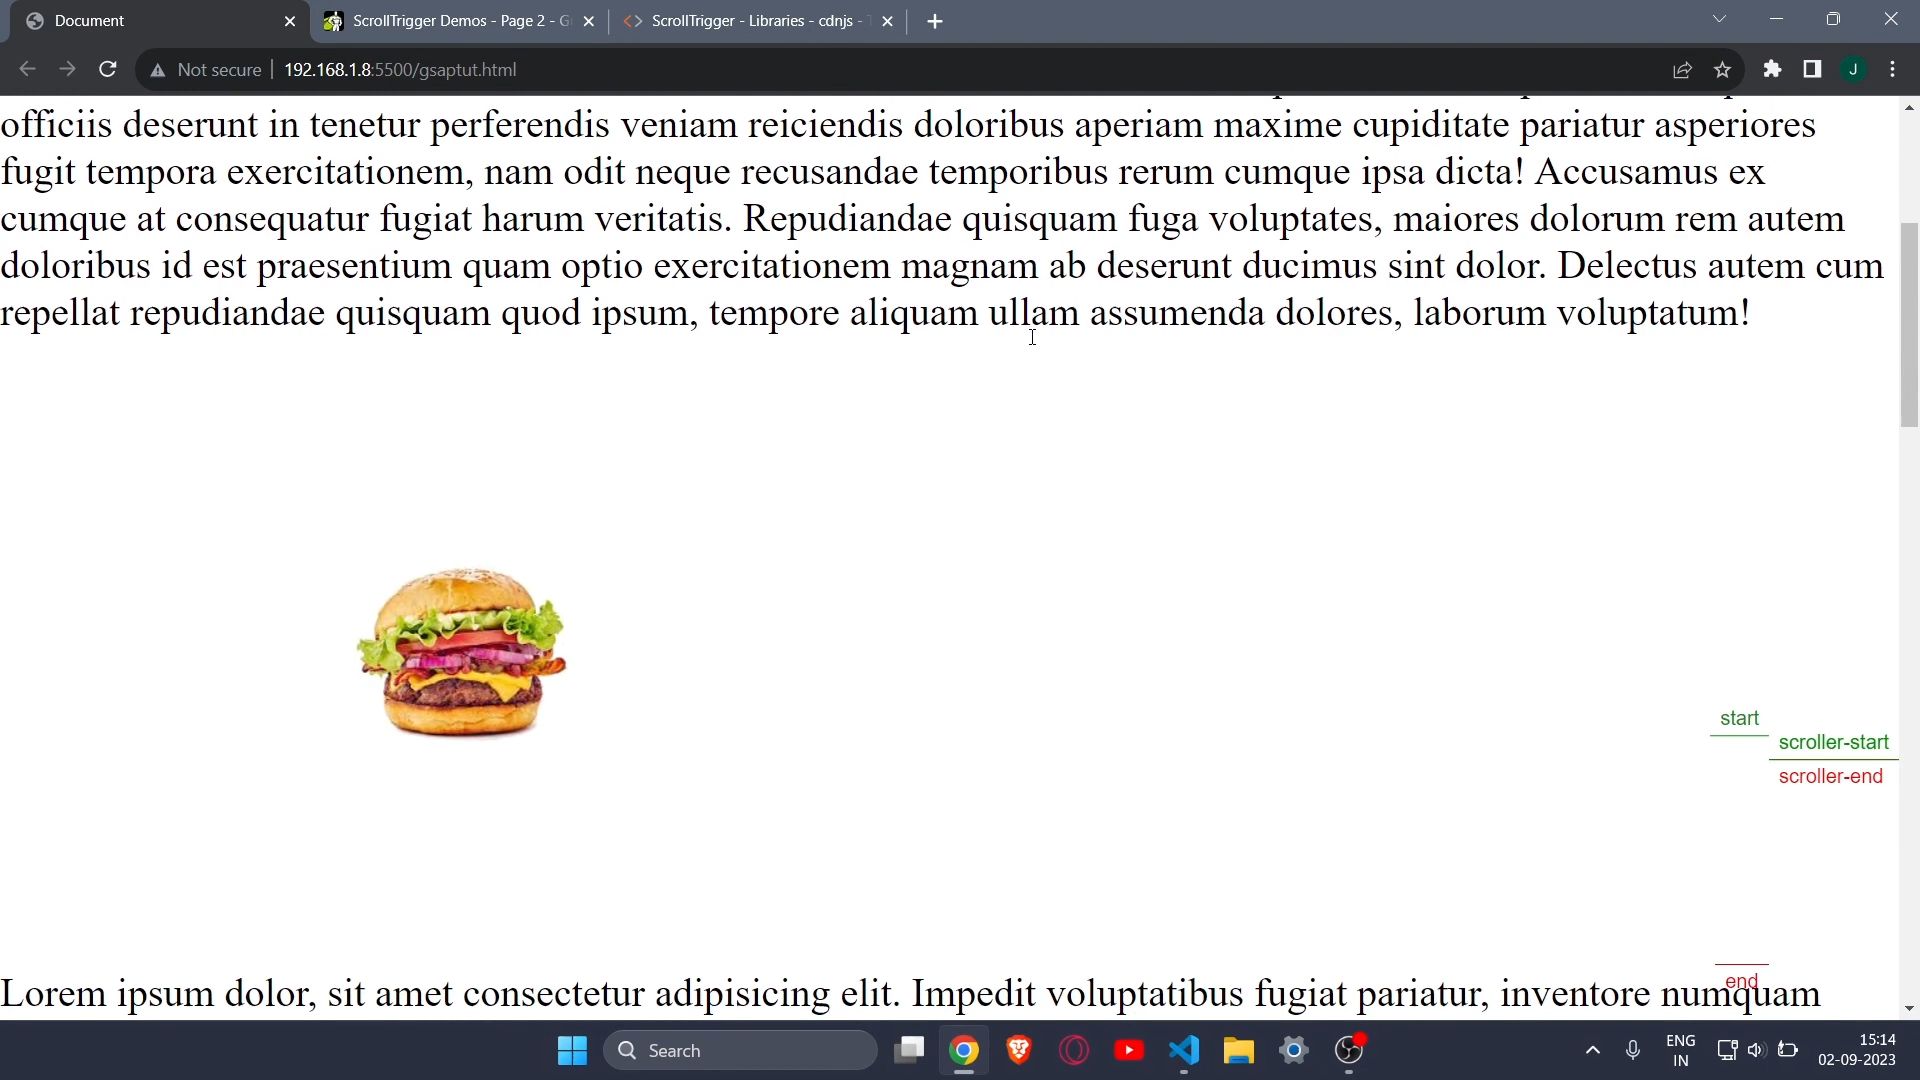 Document
ScrollTrigger Demos - Page 2 - G
ScrollTrigger - Libraries - cdnjs -
Not secure
192.168.1.8:5500/gsaptut.html
J
officiis deserunt in tenetur perferendis veniam reiciendis doloribus aperiam maxime cupiditate pariatur asperiores
fugit tempora exercitationem, nam odit neque recusandae temporibus rerum cumque ipsa dicta! Accusamus ex
cumque at consequatur fugiat harum veritatis. Repudiandae quisquam fuga voluptates, maiores dolorum rem autem
doloribus id est praesentium quam optio exercitationem magnam ab deserunt ducimus sint dolor. Delectus autem cum
repellat repudiandae quisquam quod ipsum, tempore aliquam ullam assumenda dolores, laborum voluptatum!
start
scroller-start
scroller-end
end
Lorem ipsum dolor, sit amet consectetur adipisicing elit. Impedit voluptatibus fugiat pariatur, inventore numquam
Search
ENG
IN
15:14
02-09-2023